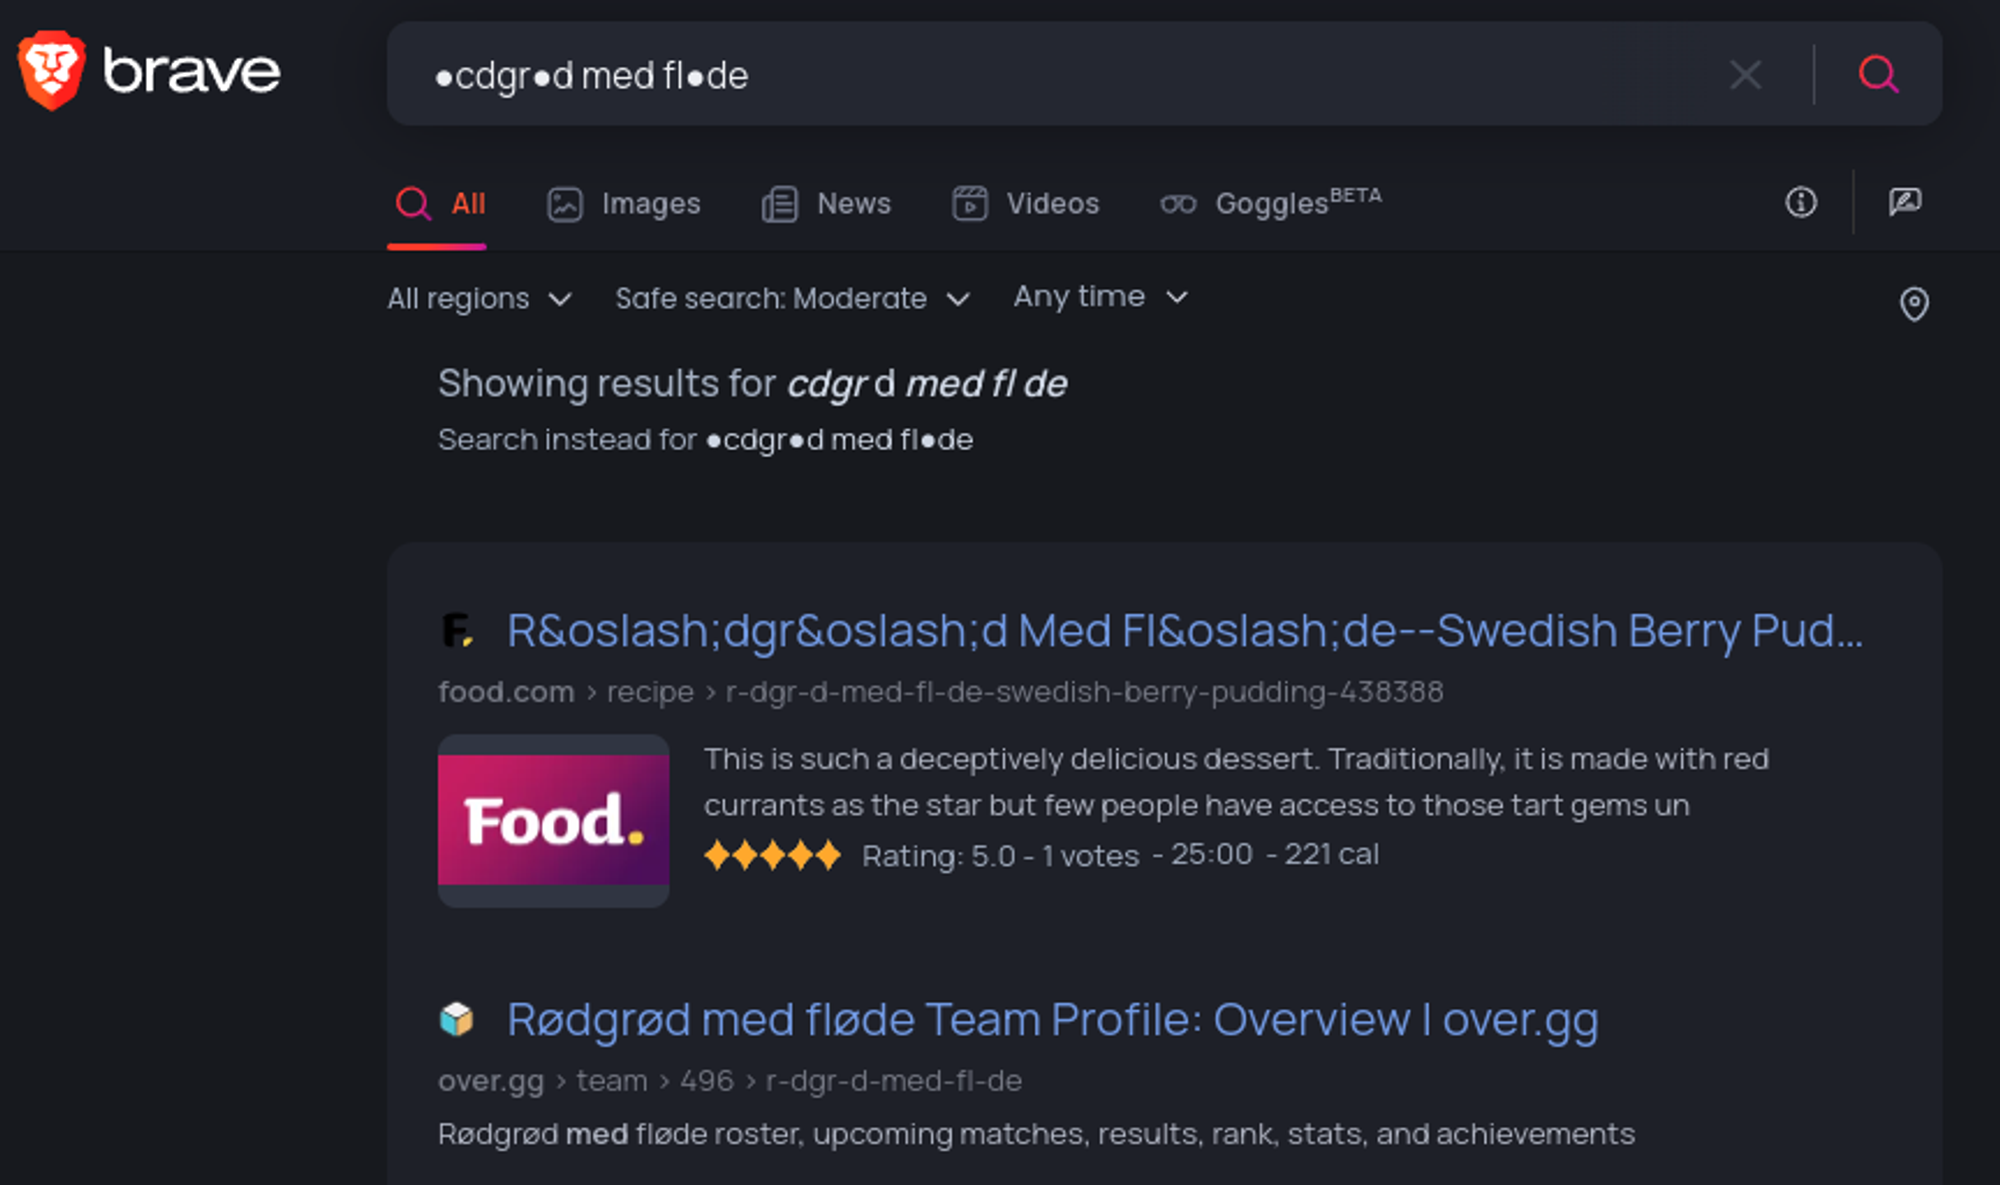 brave
●cdgr●d med fl●de
All Images News Videos Goggles BETA
All regions Safe search: Moderate Any time
Showing results for cdgr d med fl de
Search instead for ●cdgr●d med fl●de
F. R&oslash;dgr&oslash;d Med Fl&oslash;de--Swedish Berry Pud...
food.com › recipe › r-dgr-d-med-fl-de-swedish-berry-pudding-438388
Food.
This is such a deceptively delicious dessert. Traditionally, it is made with red
currants as the star but few people have access to those tart gems un
Rating: 5.0 - 1 votes - 25:00 - 221 cal
Rødgrød med fløde Team Profile: Overview | over.gg
over.gg › team › 496 › r-dgr-d-med-fl-de
Rødgrød med fløde roster, upcoming matches, results, rank, stats, and achievements